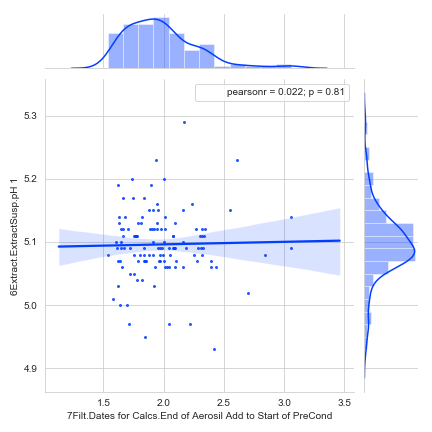 pearsonr = 0.022; p = 0.81
5.3
5.2
5.1
5.0
4.9
6Extract.ExtractSusp.pH 1
1.5 2.0 2.5 3.0 3.5
7Filt.Dates for Calcs.End of Aerosil Add to Start of PreCond